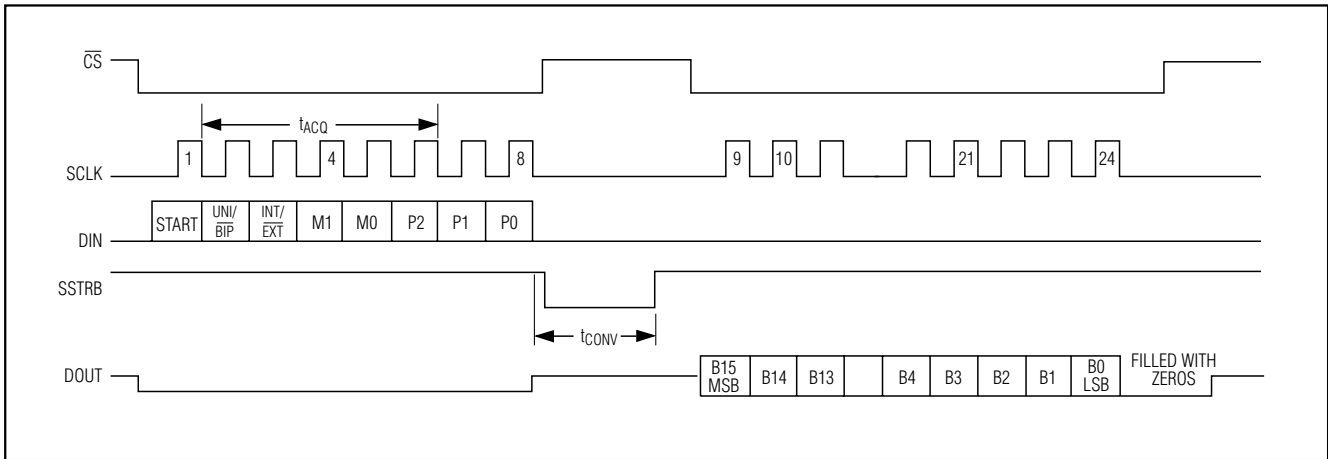 CS
tACQ
SCLK 1 4 8 9 10 21 24
DIN START UNI/BIP INT/EXT M1 M0 P2 P1 P0
SSTRB
tCONV
DOUT B15 MSB B14 B13 B4 B3 B2 B1 B0 LSB FILLED WITH ZEROS